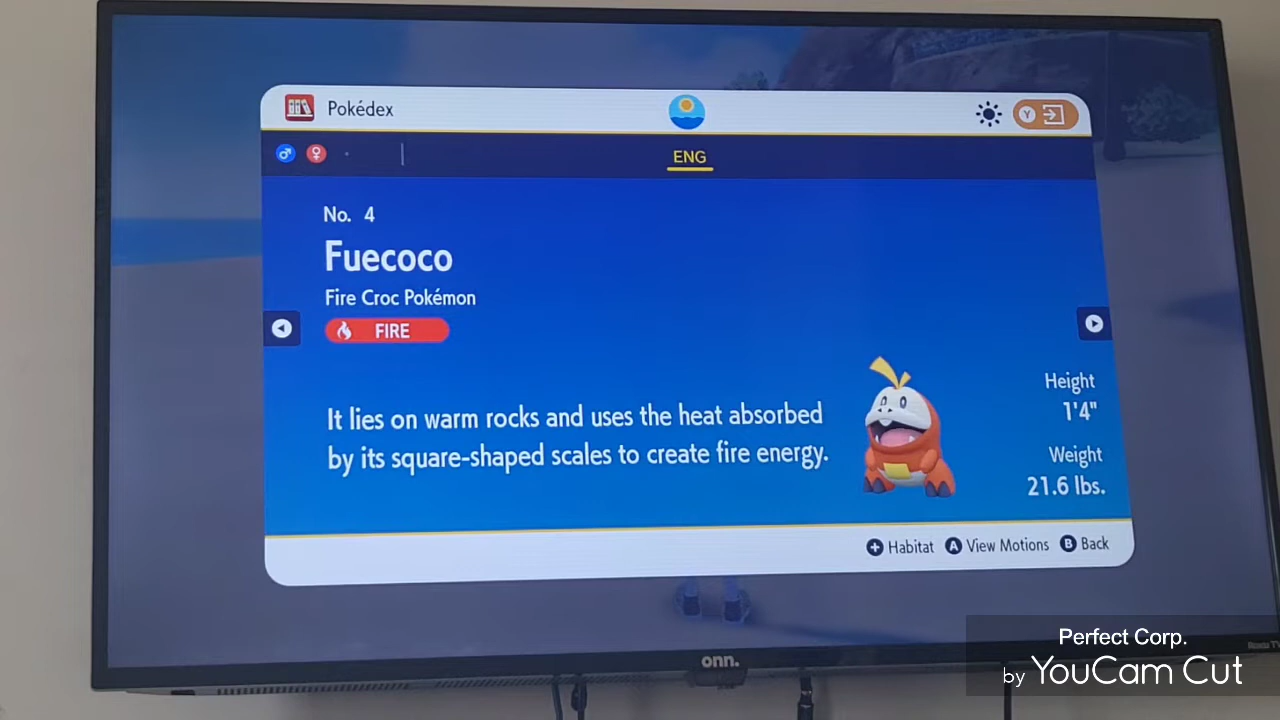 Pokédex
Y
ENG
No. 4
Fuecoco
Fire Croc Pokémon
FIRE
It lies on warm rocks and uses the heat absorbed
by its square-shaped scales to create fire energy.
Height
1'4"
Weight
21.6 lbs.
+ Habitat A View Motions B Back
onn.
Roku TV
Perfect Corp.
by YouCam Cut